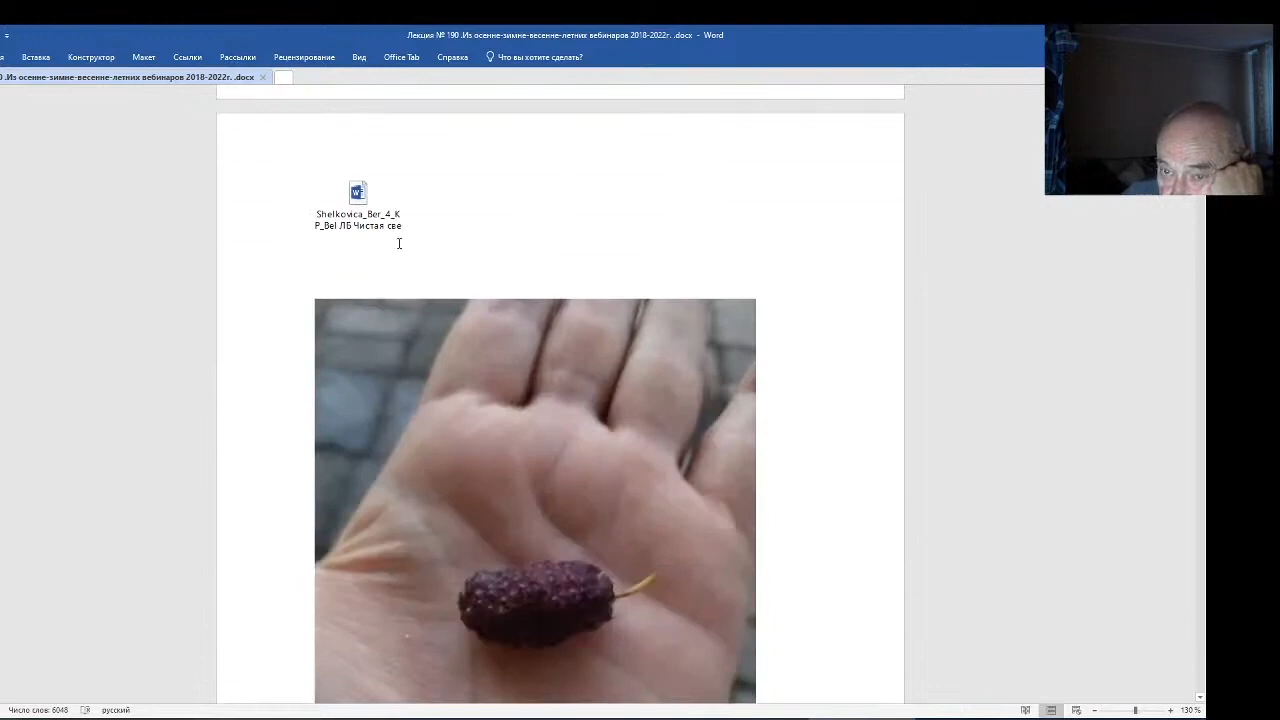 Лекция № 190 .Из осенне-зимне-весенне-летних вебинаров 2018-2022г. .docx - Word
я Вставка Конструктор Макет Ссылки Рассылки Рецензирование Вид Office Tab Справка Что вы хотите сделать?
0 .Из осенне-зимне-весенне-летних вебинаров 2018-2022г. .docx
Shelkovica_Ber_4_K
P_Bel ЛБ Чистая све
Число слов: 6048 русский 130 %